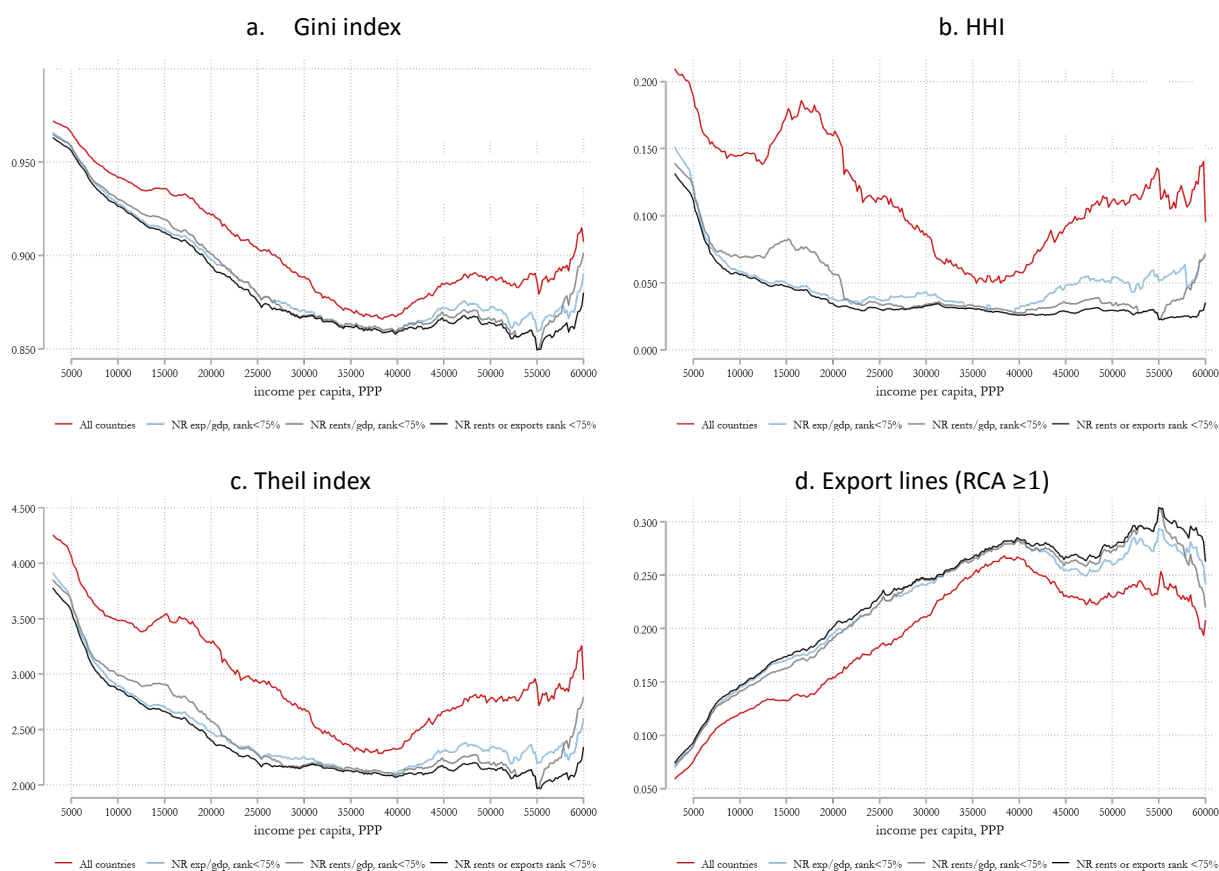 a. Gini index
0.950
0.900
0.850
5000 10000 15000 20000 25000 30000 35000 40000 45000 50000 55000 60000
income per capita, PPP
All countries NR exp/gdp, rank<75% NR rents/gdp, rank<75% NR rents or exports rank <75%
b. HHI
0.200
0.150
0.100
0.050
0.000
5000 10000 15000 20000 25000 30000 35000 40000 45000 50000 55000 60000
income per capita, PPP
All countries NR exp/gdp, rank<75% NR rents/gdp, rank<75% NR rents or exports rank <75%
c. Theil index
4.500
4.000
3.500
3.000
2.500
2.000
5000 10000 15000 20000 25000 30000 35000 40000 45000 50000 55000 60000
income per capita, PPP
All countries NR exp/gdp, rank<75% NR rents/gdp, rank<75% NR rents or exports rank <75%
d. Export lines (RCA ≥1)
0.300
0.250
0.200
0.150
0.100
0.050
5000 10000 15000 20000 25000 30000 35000 40000 45000 50000 55000 60000
income per capita, PPP
All countries NR exp/gdp, rank<75% NR rents/gdp, rank<75% NR rents or exports rank <75%